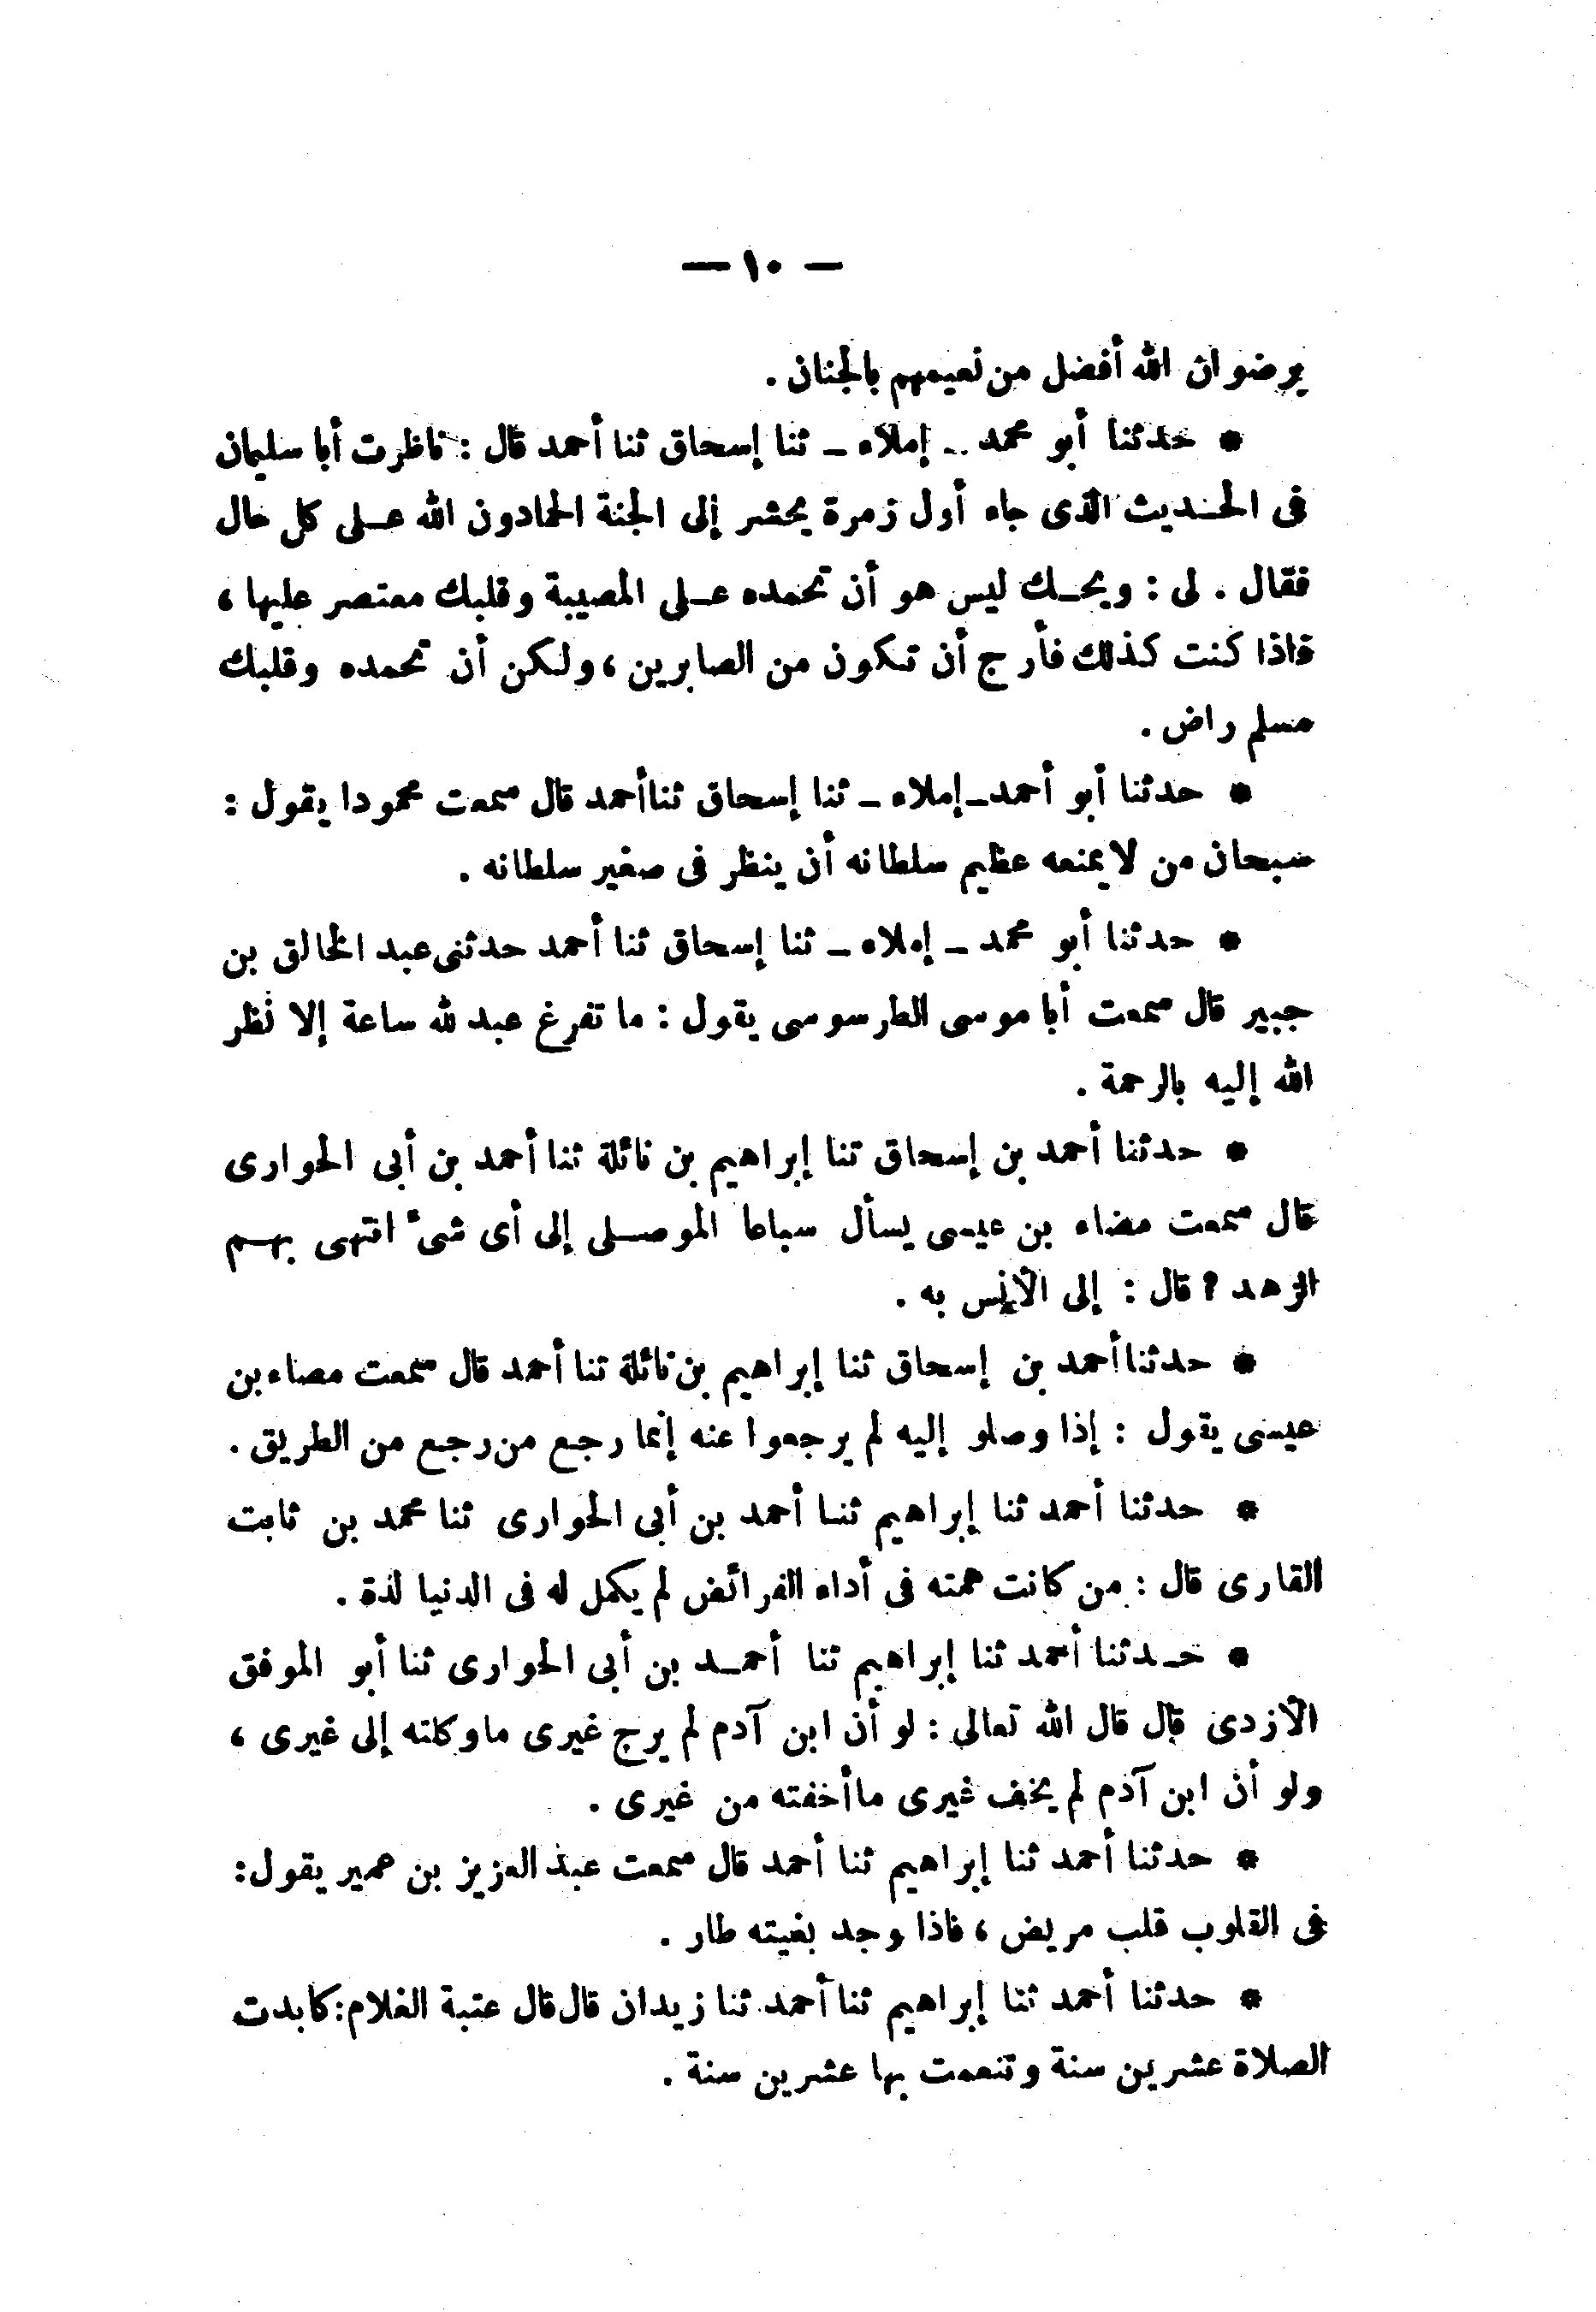 — ١٠ —
برضوان الله أفضل من نعيمهم بالجنان .
* حدثنا أبو محمد - إملاء - ثنا إسحاق ثنا أحمد قال : ناظرت أبا سليمان
فى الحديث الذى جاء أول زمرة يحشر إلى الجنة الحمادون الله على كل حال
فقال . لى : ويحك ليس هو أن تحمده على المصيبة وقلبك معتصر عليها ،
فاذا كنت كذلك فأرج أن تكون من الصابرين ، ولكن أن تحمده وقلبك
مسلم راض .
* حدثنا أبو أحمد - إملاء - ثنا إسحاق ثنا أحمد قال سمعت محمودا يقول :
سبحان من لا يمنعه عظيم سلطانه أن ينظر فى صغير سلطانه .
* حدثنا أبو محمد - إملاء - ثنا إسحاق ثنا أحمد حدثنى عبد الخالق بن
جبير قال سمعت أبا موسى الطرسوسى يقول : ما تفرغ عبد لله ساعة إلا نظر
الله إليه بالرحمة .
* حدثنا أحمد بن إسحاق ثنا إبراهيم بن نائلة ثنا أحمد بن أبى الحوارى
قال سمعت مضاء بن عيسى يسأل سباعا الموصلى إلى أى شىء انتهى بهم
الزهد ؟ قال : إلى الأنس به .
* حدثنا أحمد بن إسحاق ثنا إبراهيم بن نائلة ثنا أحمد قال سمعت مضاء بن
عيسى يقول : إذا وصلو إليه لم يرجعوا عنه إنما رجع من رجع من الطريق .
* حدثنا أحمد ثنا إبراهيم ثنا أحمد بن أبى الحوارى ثنا محمد بن ثابت
القارى قال : من كانت همته فى أداء الفرائض لم يكمل له فى الدنيا لذة .
* حدثنا أحمد ثنا إبراهيم ثنا أحمد بن أبى الحوارى ثنا أبو الموفق
الأزدى قال قال الله تعالى : لو أن ابن آدم لم يرج غيرى ما وكلته إلى غيرى ،
ولو أن ابن آدم لم يخف غيرى ما أخفته من غيرى .
* حدثنا أحمد ثنا إبراهيم ثنا أحمد قال سمعت عبد العزيز بن عمير يقول :
فى القلوب قلب مريض ، فاذا وجد بغيته طار .
* حدثنا أحمد ثنا إبراهيم ثنا أحمد ثنا زيدان قال قال عتبة الغلام : كابدت
الصلاة عشرين سنة وتنعمت بها عشرين سنة .